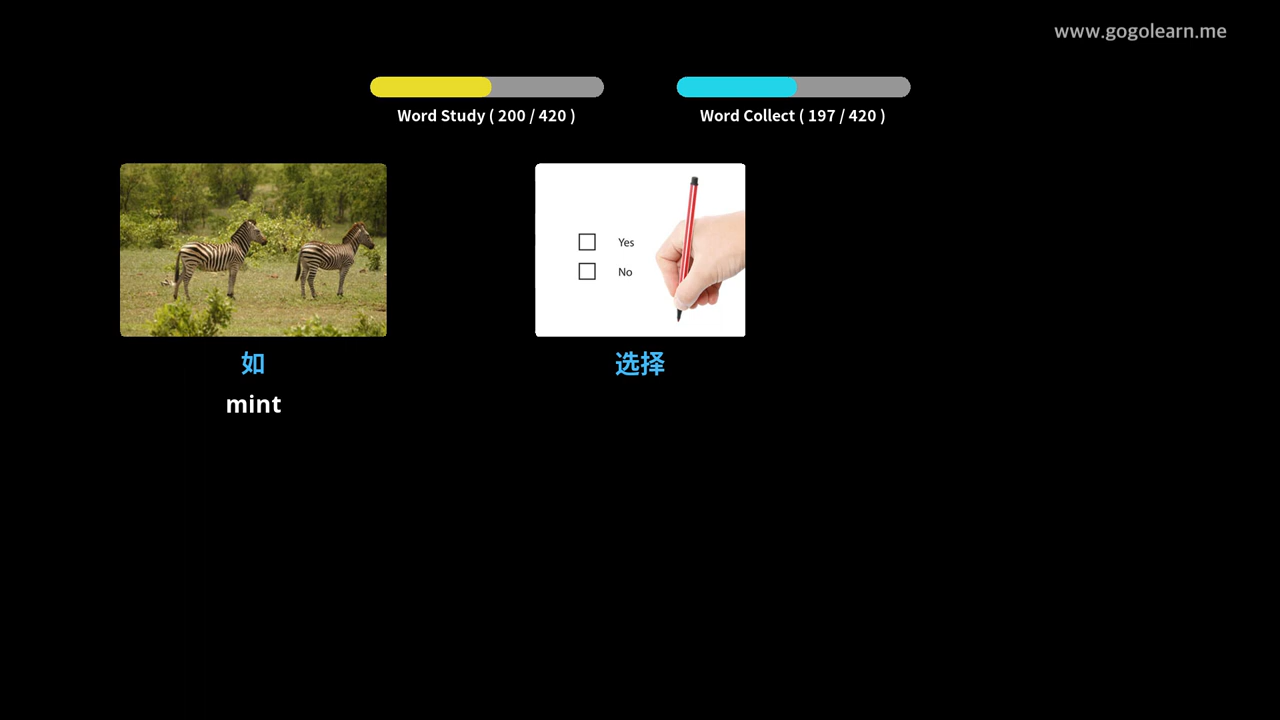 www.gogolearn.me
Word Study ( 200 / 420 )
Word Collect ( 197 / 420 )
Yes
No
如
选择
mint